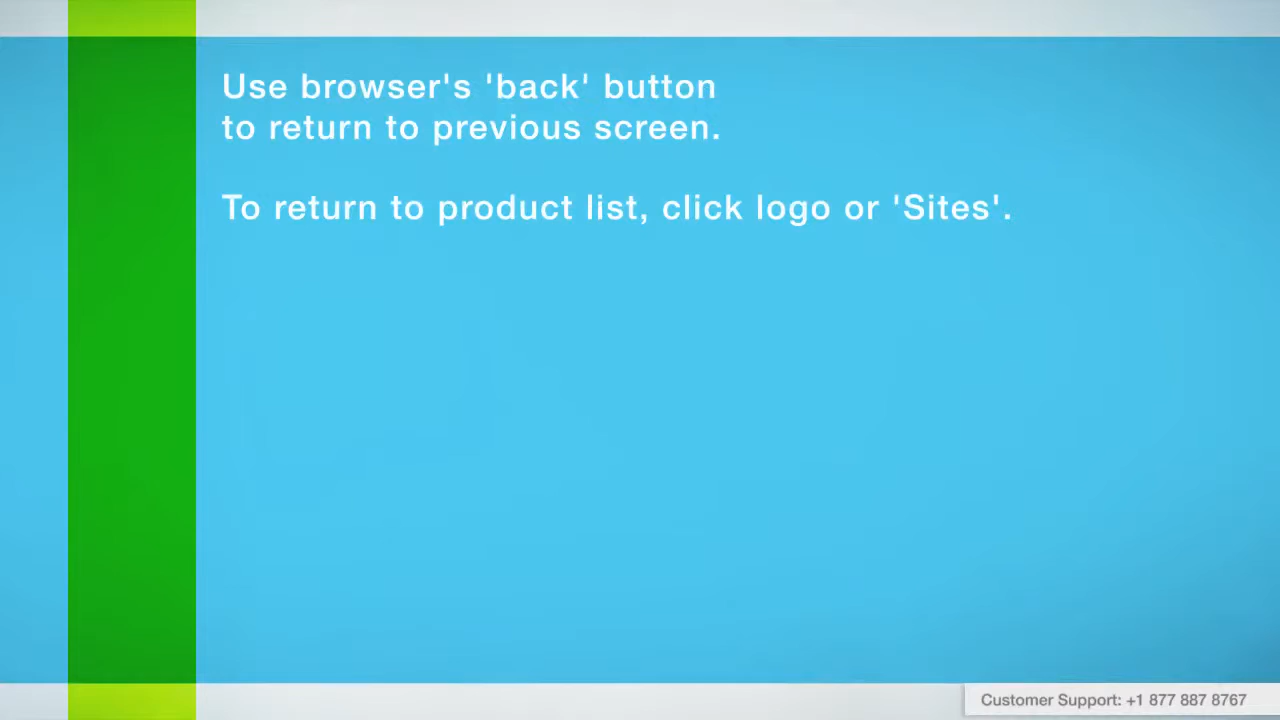 Use browser's 'back' button
to return to previous screen.
To return to product list, click logo or 'Sites'.
Customer Support: +1 877 887 8767